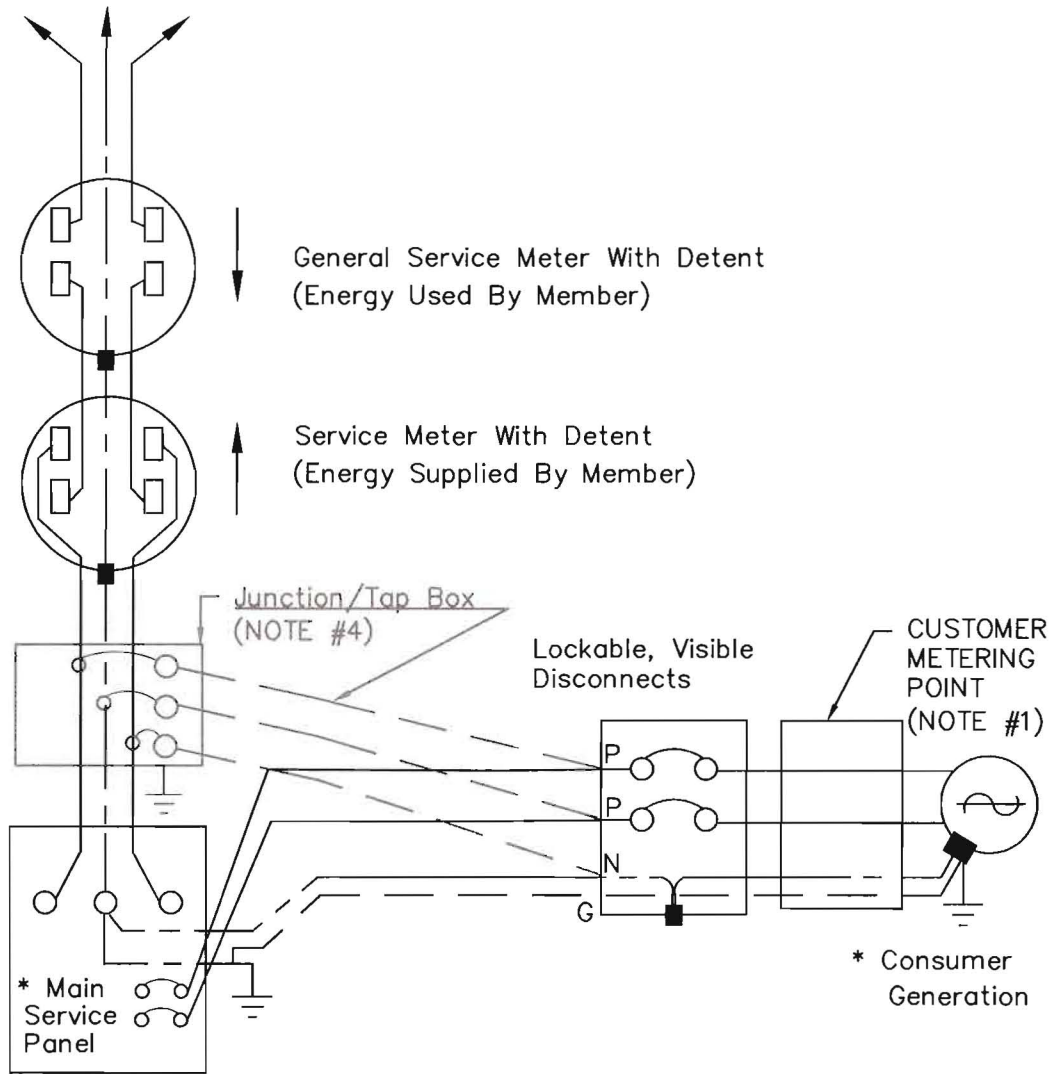 General Service Meter With Detent
(Energy Used By Member)
Service Meter With Detent
(Energy Supplied By Member)
Junction/Tap Box
(NOTE #4)
Lockable, Visible
Disconnects
CUSTOMER
METERING
POINT
(NOTE #1)
P
P
N
G
* Main
Service
Panel
* Consumer
Generation